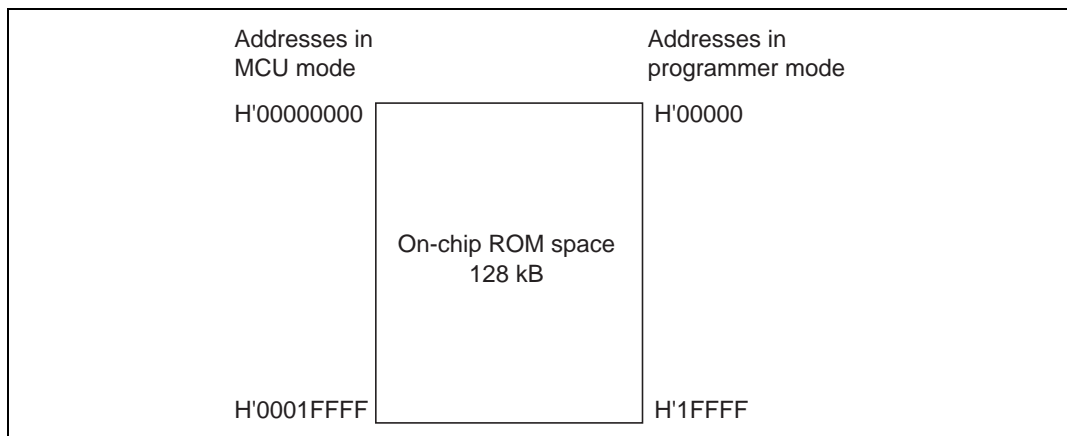 Addresses in
MCU mode
Addresses in
programmer mode
H'00000000
H'00000
On-chip ROM space
128 kB
H'0001FFFF
H'1FFFF